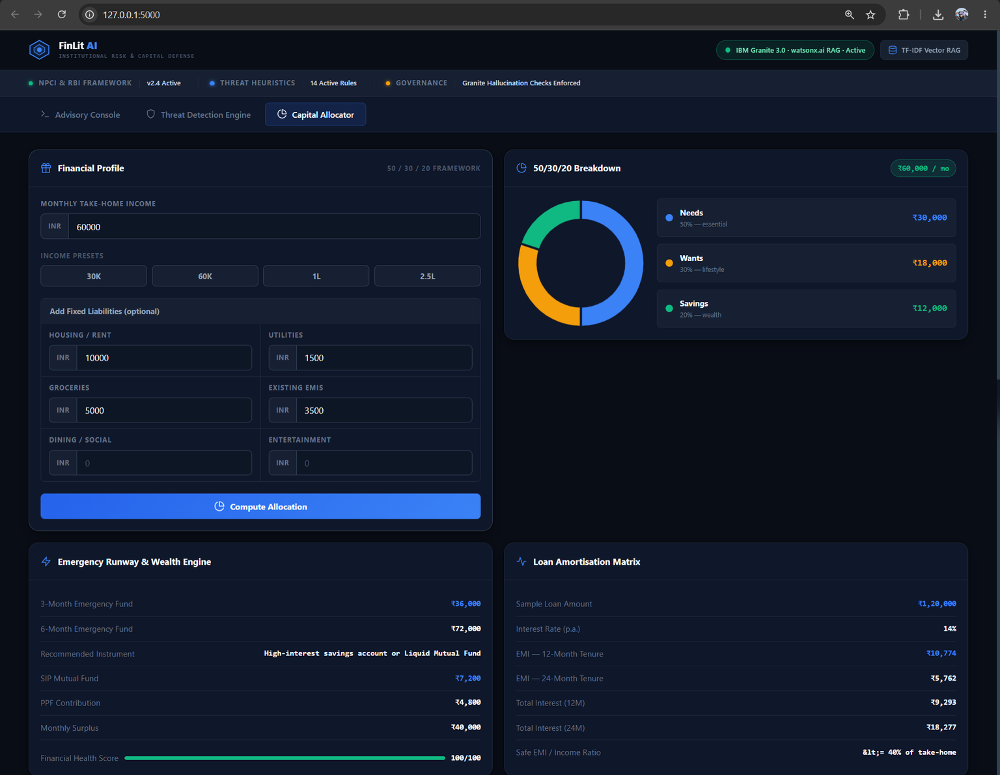 127.0.0.1:5000
FinLit AI
INSTITUTIONAL RISK & CAPITAL DEFENSE
IBM Granite 3.0 · watsonx.ai RAG · Active
TF-IDF Vector RAG
NPCI & RBI FRAMEWORK
v2.4 Active
THREAT HEURISTICS
14 Active Rules
GOVERNANCE
Granite Hallucination Checks Enforced
Advisory Console
Threat Detection Engine
Capital Allocator
Financial Profile
50 / 30 / 20 FRAMEWORK
MONTHLY TAKE-HOME INCOME
INR 60000
INCOME PRESETS
30K
60K
1L
2.5L
Add Fixed Liabilities (optional)
HOUSING / RENT
INR 10000
UTILITIES
INR 1500
GROCERIES
INR 5000
EXISTING EMIS
INR 3500
DINING / SOCIAL
INR 0
ENTERTAINMENT
INR 0
Compute Allocation
50/30/20 Breakdown
₹60,000 / mo
Needs
50% — essential
₹30,000
Wants
30% — lifestyle
₹18,000
Savings
20% — wealth
₹12,000
Emergency Runway & Wealth Engine
3-Month Emergency Fund ₹36,000
6-Month Emergency Fund ₹72,000
Recommended Instrument High-interest savings account or Liquid Mutual Fund
SIP Mutual Fund ₹7,200
PPF Contribution ₹4,800
Monthly Surplus ₹40,000
Financial Health Score 100/100
Loan Amortisation Matrix
Sample Loan Amount ₹1,20,000
Interest Rate (p.a.) 14%
EMI — 12-Month Tenure ₹10,774
EMI — 24-Month Tenure ₹5,762
Total Interest (12M) ₹9,293
Total Interest (24M) ₹18,277
Safe EMI / Income Ratio &lt;= 40% of take-home